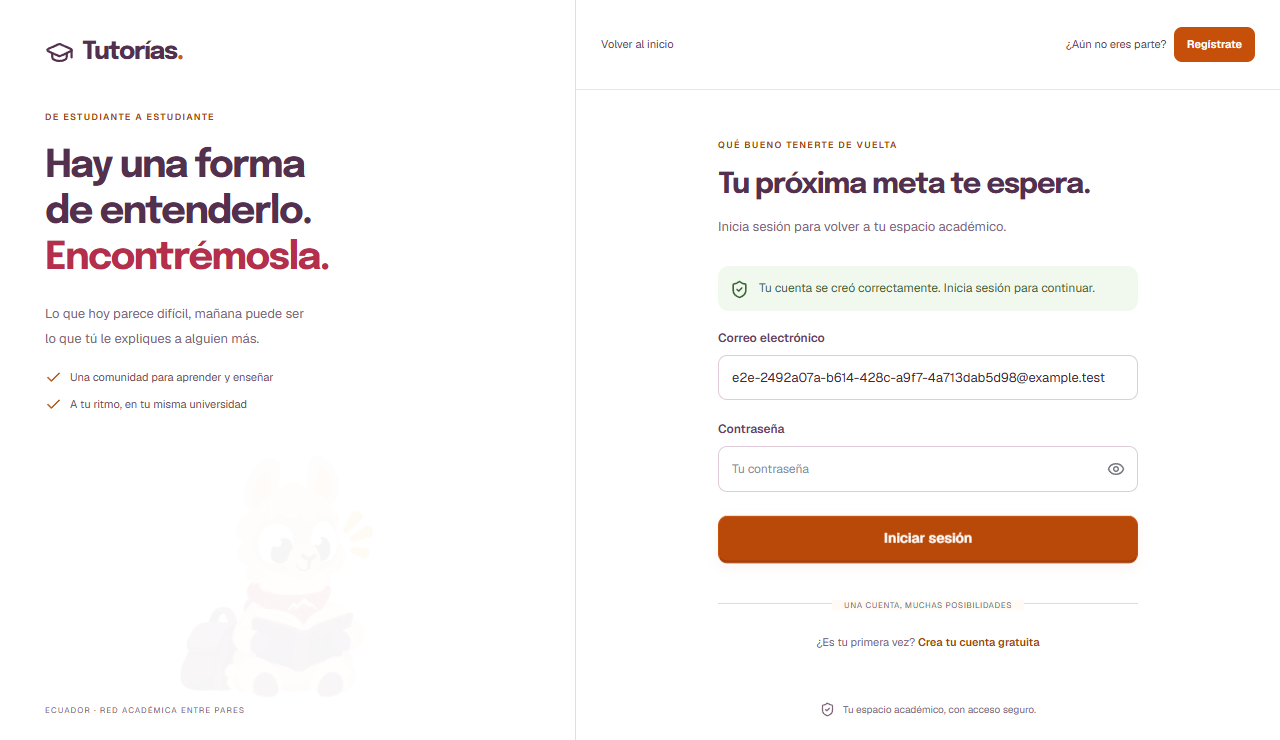 Tutorías.
DE ESTUDIANTE A ESTUDIANTE
Hay una forma
de entenderlo.
Encontrémosla.
Lo que hoy parece difícil, mañana puede ser
lo que tú le expliques a alguien más.
Una comunidad para aprender y enseñar
A tu ritmo, en tu misma universidad
ECUADOR · RED ACADÉMICA ENTRE PARES
Volver al inicio
¿Aún no eres parte?
Regístrate
QUÉ BUENO TENERTE DE VUELTA
Tu próxima meta te espera.
Inicia sesión para volver a tu espacio académico.
Tu cuenta se creó correctamente. Inicia sesión para continuar.
Correo electrónico
e2e-2492a07a-b614-428c-a9f7-4a713dab5d98@example.test
Contraseña
Tu contraseña
Iniciar sesión
UNA CUENTA, MUCHAS POSIBILIDADES
¿Es tu primera vez? Crea tu cuenta gratuita
Tu espacio académico, con acceso seguro.